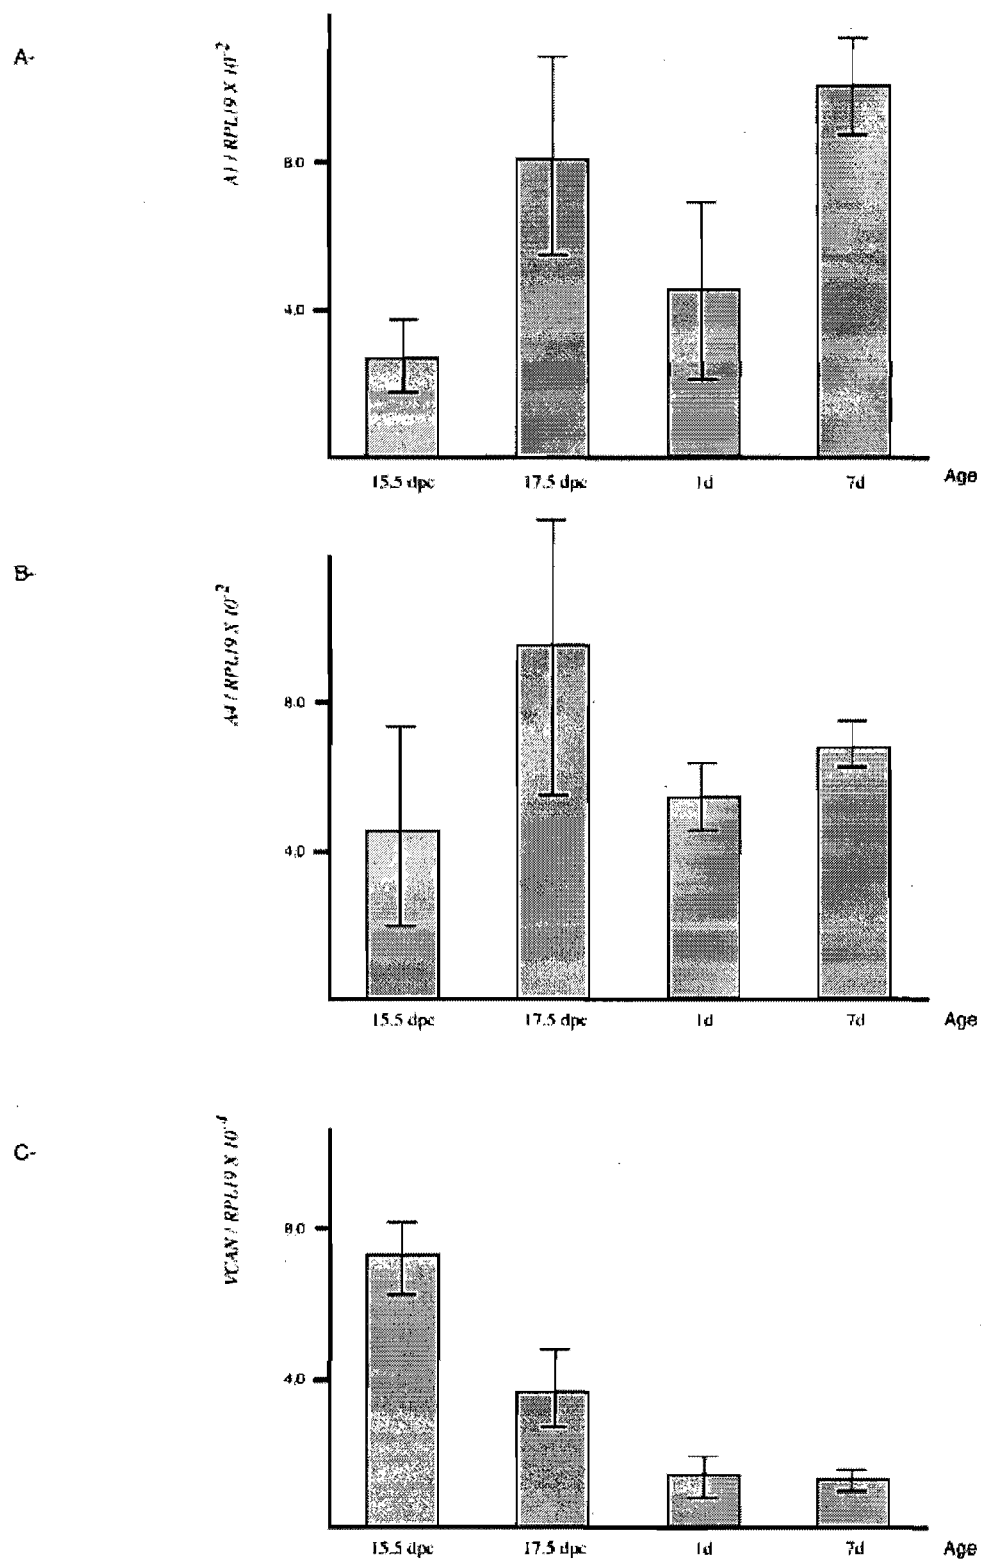 A-
A1 / RPL19 X 10⁻²
8.0
4.0
15.5 dpc 17.5 dpc 1d 7d Age
B-
A4 / RPL19 X 10⁻²
8.0
4.0
15.5 dpc 17.5 dpc 1d 7d Age
C-
VCAN / RPL19 X 10⁻⁴
8.0
4.0
15.5 dpc 17.5 dpc 1d 7d Age